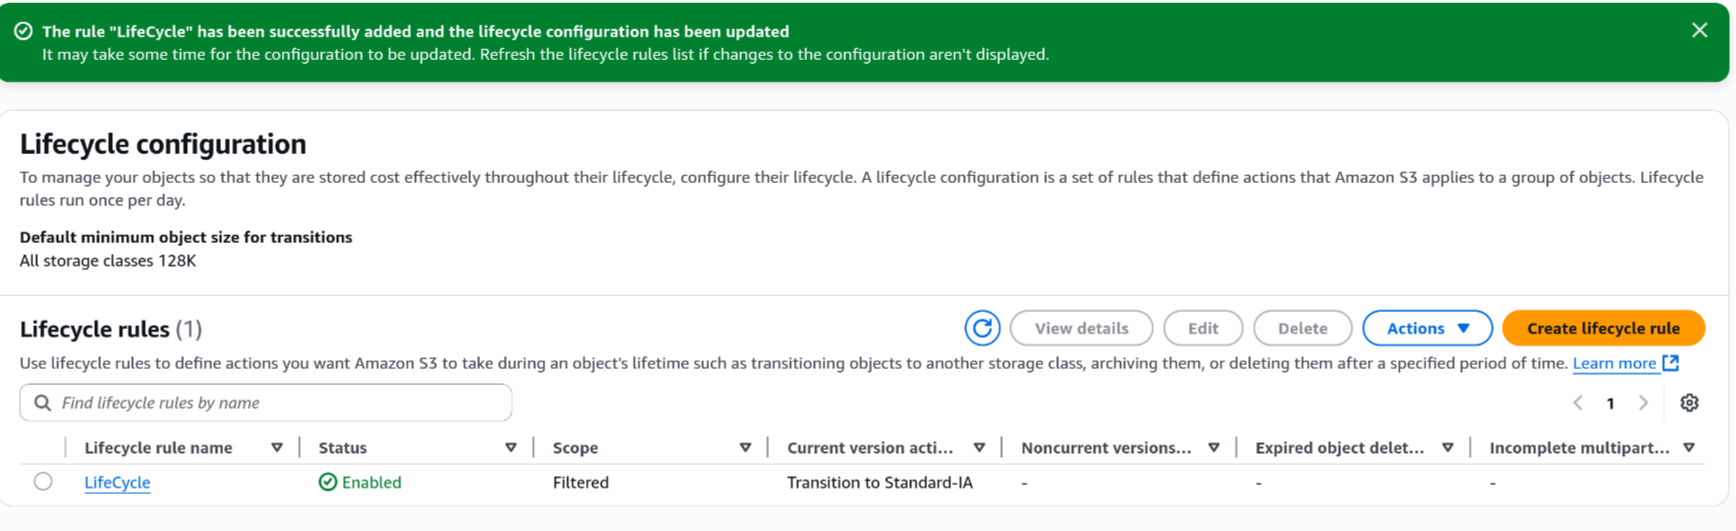 The rule "LifeCycle" has been successfully added and the lifecycle configuration has been updated
It may take some time for the configuration to be updated. Refresh the lifecycle rules list if changes to the configuration aren't displayed.
Lifecycle configuration
To manage your objects so that they are stored cost effectively throughout their lifecycle, configure their lifecycle. A lifecycle configuration is a set of rules that define actions that Amazon S3 applies to a group of objects. Lifecycle
rules run once per day.
Default minimum object size for transitions
All storage classes 128K
Lifecycle rules (1) View details Edit Delete Actions Create lifecycle rule
Use lifecycle rules to define actions you want Amazon S3 to take during an object's lifetime such as transitioning objects to another storage class, archiving them, or deleting them after a specified period of time. Learn more
Find lifecycle rules by name 1
Lifecycle rule name Status Scope Current version acti... Noncurrent versions... Expired object delet... Incomplete multipart...
LifeCycle Enabled Filtered Transition to Standard-IA - - -